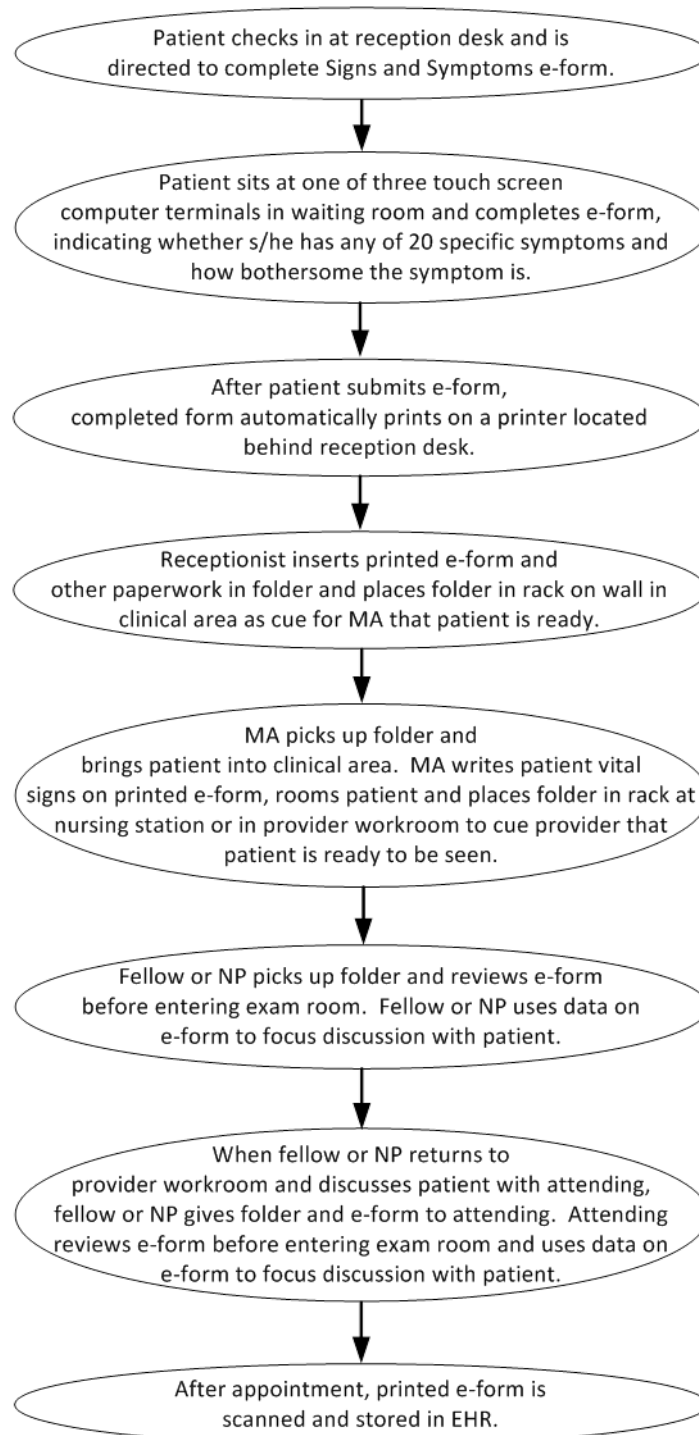 Patient checks in at reception desk and is
directed to complete Signs and Symptoms e-form.
Patient sits at one of three touch screen
computer terminals in waiting room and completes e-form,
indicating whether s/he has any of 20 specific symptoms and
how bothersome the symptom is.
After patient submits e-form,
completed form automatically prints on a printer located
behind reception desk.
Receptionist inserts printed e-form and
other paperwork in folder and places folder in rack on wall in
clinical area as cue for MA that patient is ready.
MA picks up folder and
brings patient into clinical area. MA writes patient vital
signs on printed e-form, rooms patient and places folder in rack at
nursing station or in provider workroom to cue provider that
patient is ready to be seen.
Fellow or NP picks up folder and reviews e-form
before entering exam room. Fellow or NP uses data on
e-form to focus discussion with patient.
When fellow or NP returns to
provider workroom and discusses patient with attending,
fellow or NP gives folder and e-form to attending. Attending
reviews e-form before entering exam room and uses data on
e-form to focus discussion with patient.
After appointment, printed e-form is
scanned and stored in EHR.